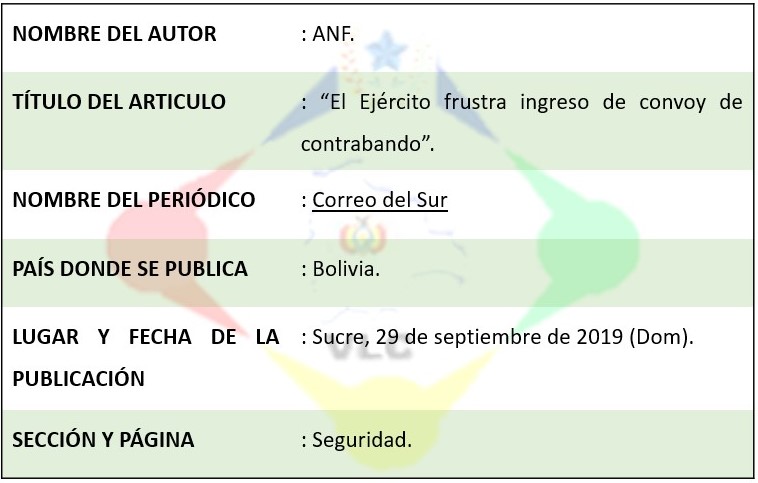 NOMBRE DEL AUTOR : ANF.
TÍTULO DEL ARTICULO : “El Ejército frustra ingreso de convoy de
contrabando”.
NOMBRE DEL PERIÓDICO : Correo del Sur
PAÍS DONDE SE PUBLICA : Bolivia.
LUGAR Y FECHA DE LA : Sucre, 29 de septiembre de 2019 (Dom).
PUBLICACIÓN
VLC
SECCIÓN Y PÁGINA : Seguridad.